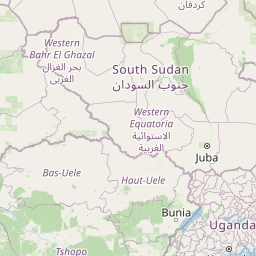 كردفان
Western
Bahr El Ghazal
بحر الغزال
الغربي
South Sudan
جنوب السودان
Western
Equatoria
الاستوائية
الغربية
Juba
Bas-Uele
Haut-Uele
Bunia
Uganda
Tshopo